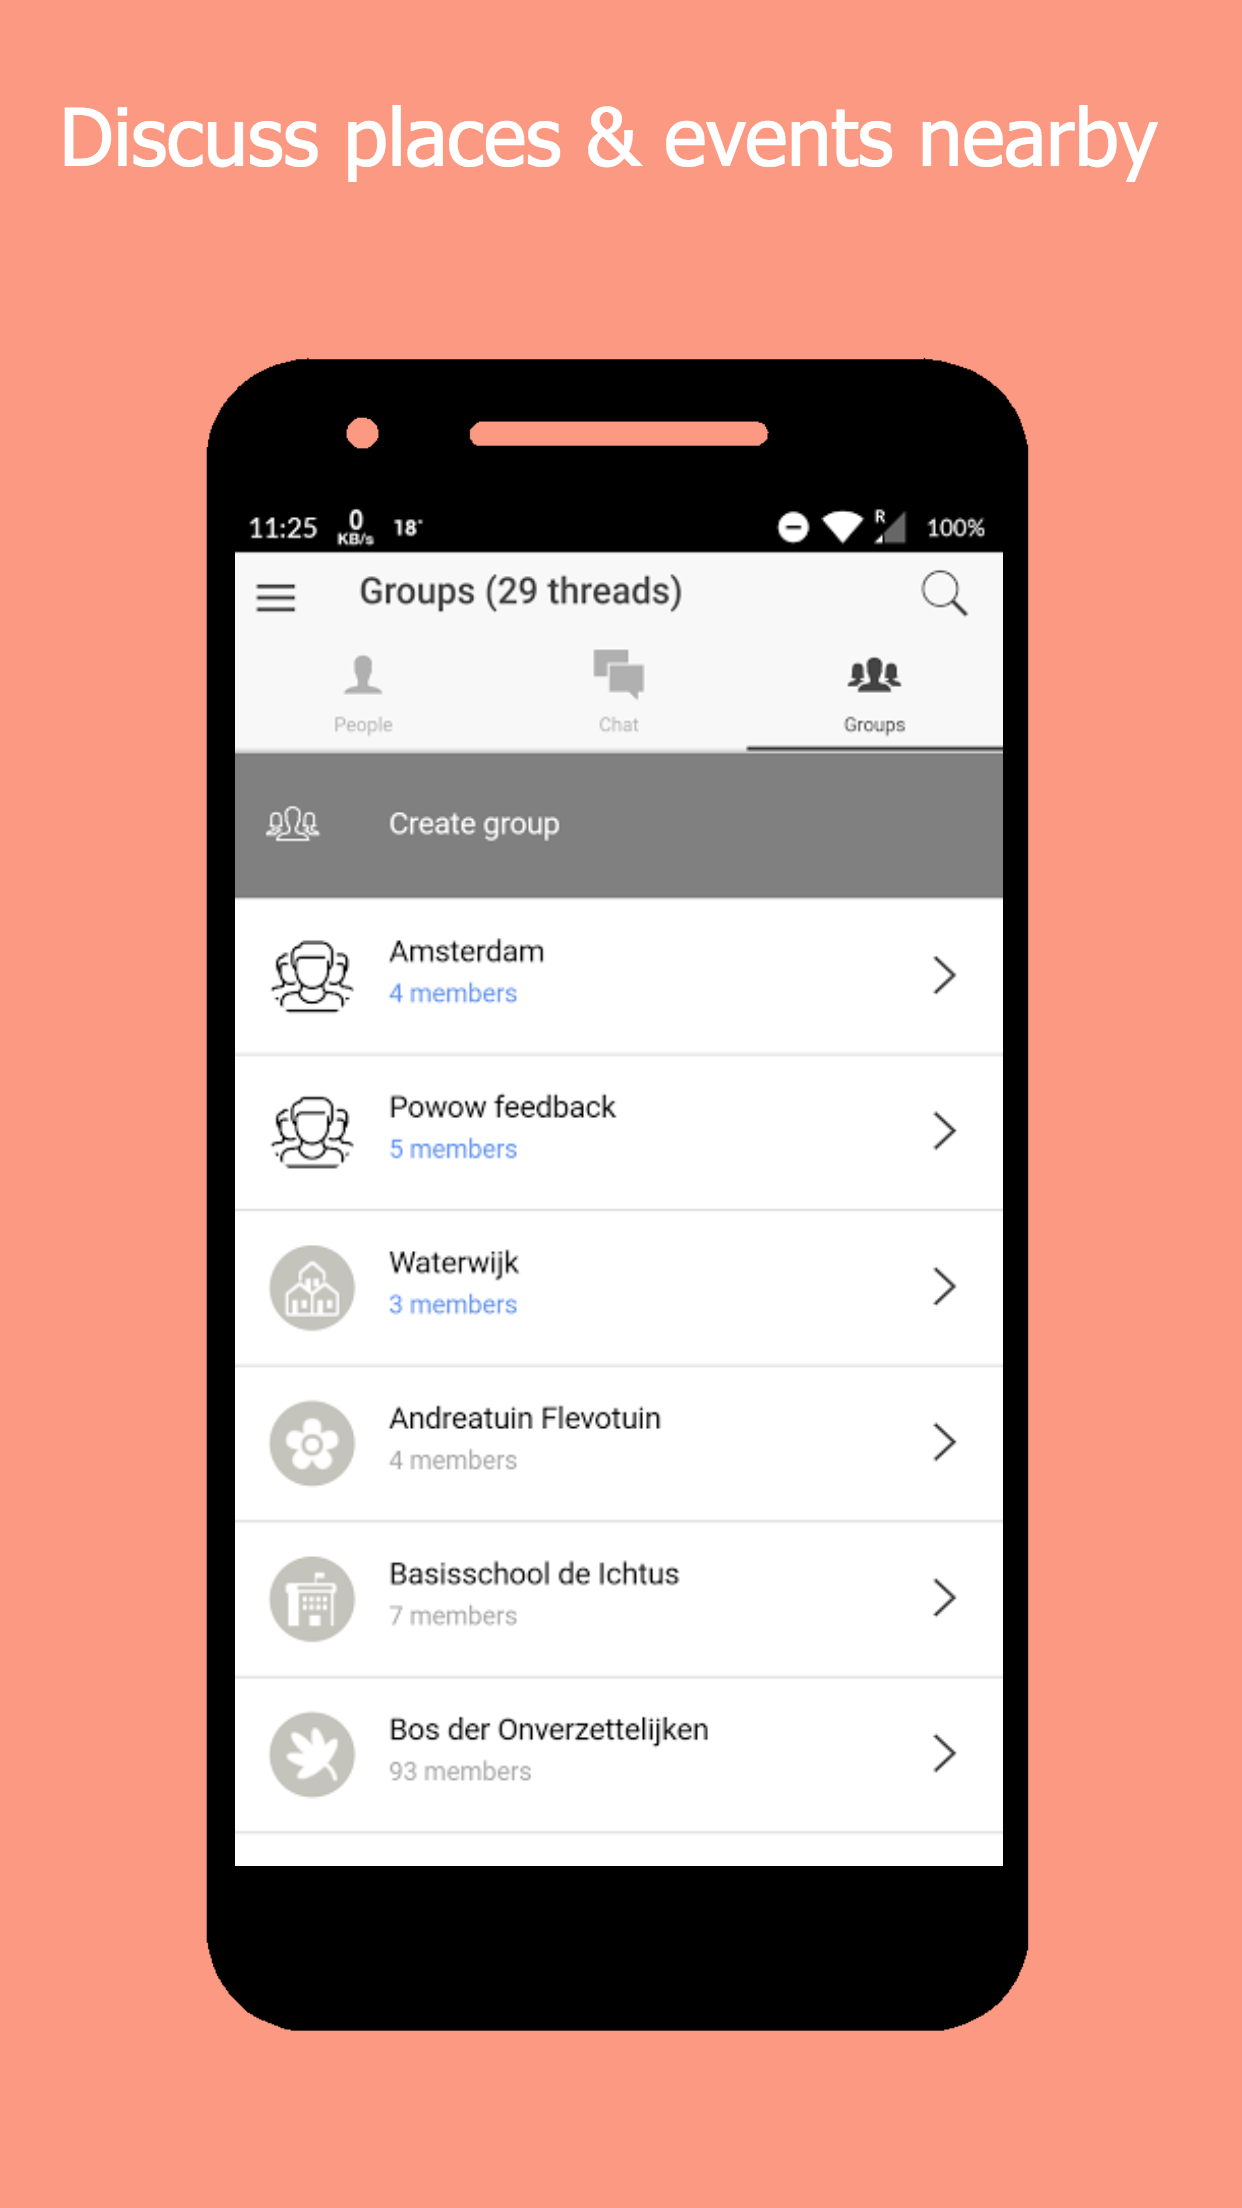 Discuss places & events nearby
11:25 0 KB/s 18° R 100%
Groups (29 threads)
People Chat Groups
Create group
Amsterdam
4 members
Powow feedback
5 members
Waterwijk
3 members
Andreatuin Flevotuin
4 members
Basisschool de Ichtus
7 members
Bos der Onverzettelijken
93 members